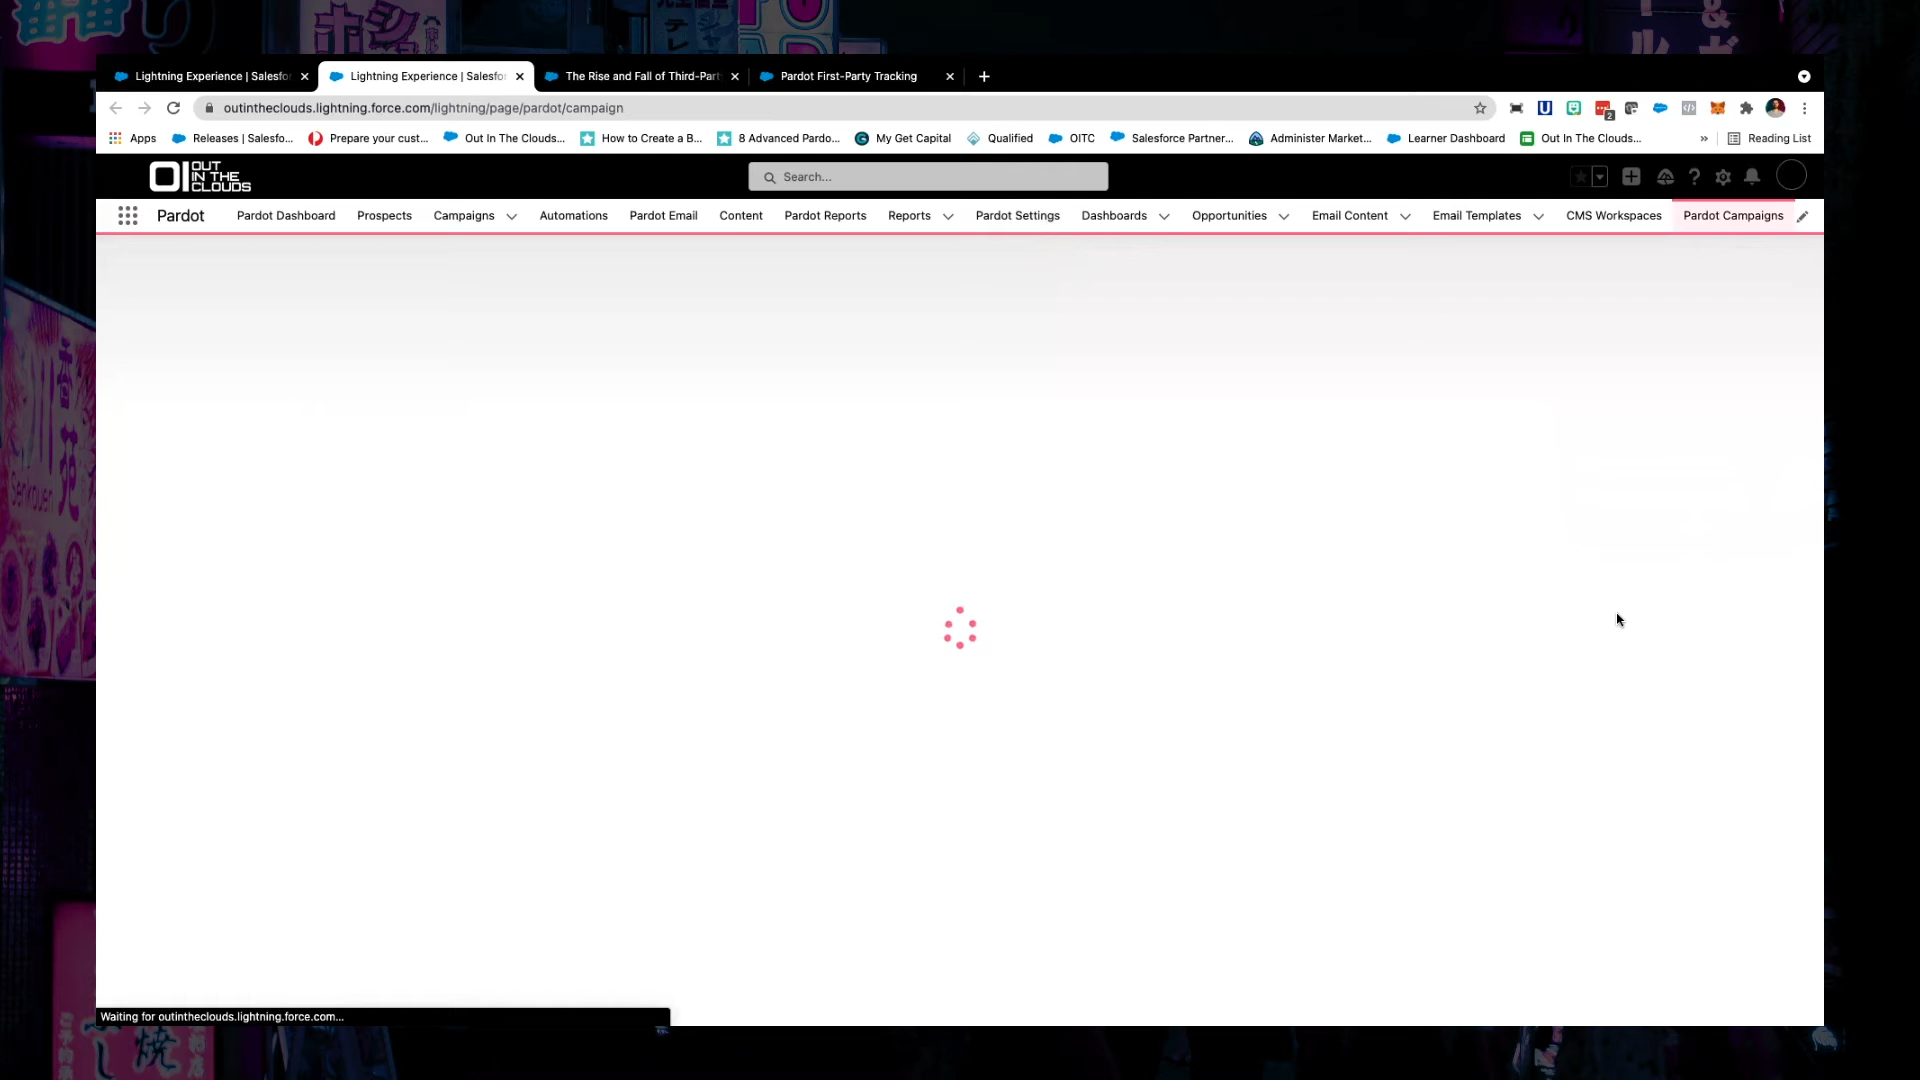 Lightning Experience | Salesfo
Lightning Experience | Salesfor
The Rise and Fall of Third-Part
Pardot First-Party Tracking
outintheclouds.lightning.force.com/lightning/page/pardot/campaign
2
Apps
Releases | Salesfo...
Prepare your cust...
Out In The Clouds...
How to Create a B...
8 Advanced Pardo...
My Get Capital
Qualified
OITC
Salesforce Partner...
Administer Market...
Learner Dashboard
Out In The Clouds...
»
Reading List
OUT
IN THE
CLOUDS
Search...
Pardot
Pardot Dashboard
Prospects
Campaigns
Automations
Pardot Email
Content
Pardot Reports
Reports
Pardot Settings
Dashboards
Opportunities
Email Content
Email Templates
CMS Workspaces
Pardot Campaigns
Senkouen
Waiting for outintheclouds.lightning.force.com...